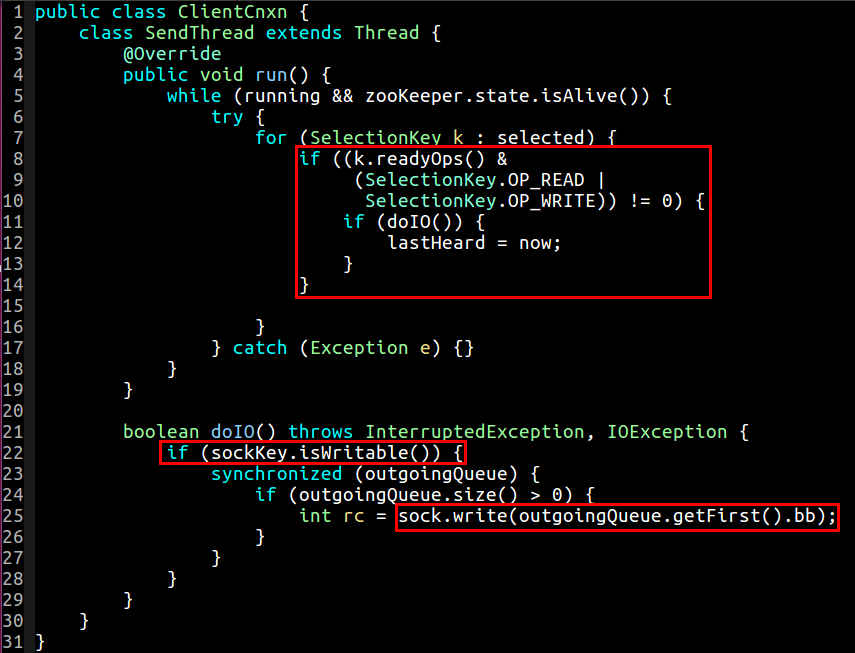 1 public class ClientCnxn {
2     class SendThread extends Thread {
3         @Override
4         public void run() {
5             while (running && zooKeeper.state.isAlive()) {
6                 try {
7                     for (SelectionKey k : selected) {
8                         if ((k.readyOps() &
9                              (SelectionKey.OP_READ |
10                              SelectionKey.OP_WRITE)) != 0) {
11                            if (doIO()) {
12                                lastHeard = now;
13                            }
14                        }
15
16                    }
17                } catch (Exception e) {}
18            }
19        }
20
21        boolean doIO() throws InterruptedException, IOException {
22            if (sockKey.isWritable()) {
23                synchronized (outgoingQueue) {
24                    if (outgoingQueue.size() > 0) {
25                        int rc = sock.write(outgoingQueue.getFirst().bb);
26                    }
27                }
28            }
29        }
30    }
31 }